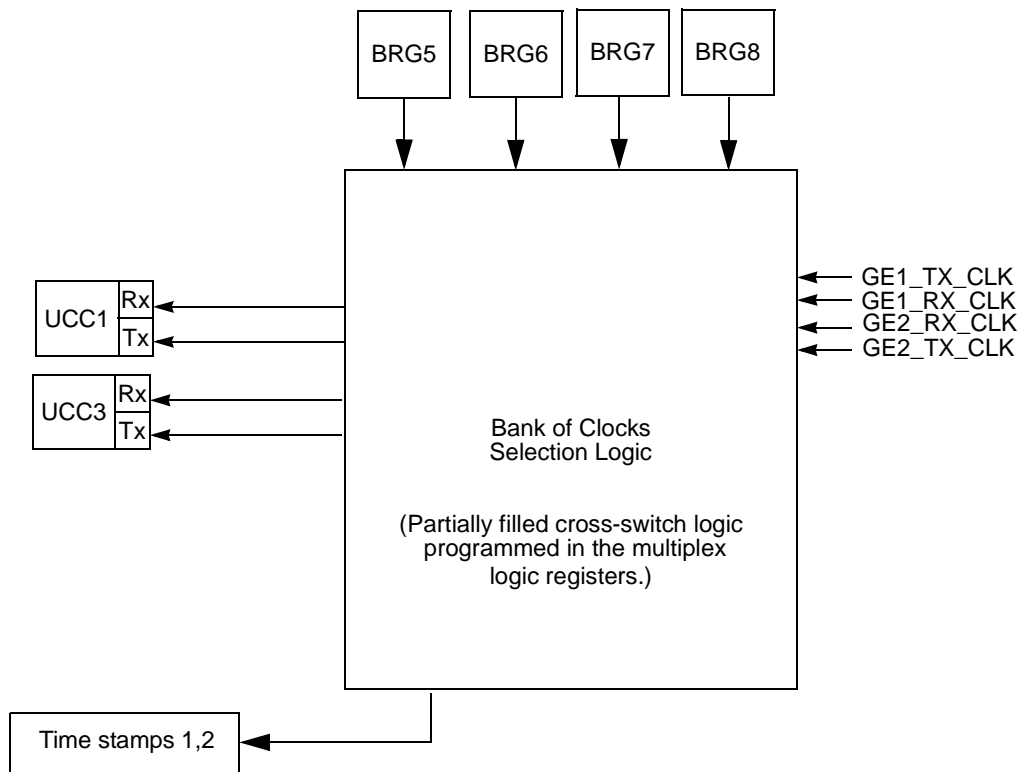 BRG5
BRG6
BRG7
BRG8
GE1_TX_CLK
GE1_RX_CLK
GE2_RX_CLK
GE2_TX_CLK
UCC1
Rx
Tx
UCC3
Rx
Tx
Bank of Clocks
Selection Logic
(Partially filled cross-switch logic
programmed in the multiplex
logic registers.)
Time stamps 1,2